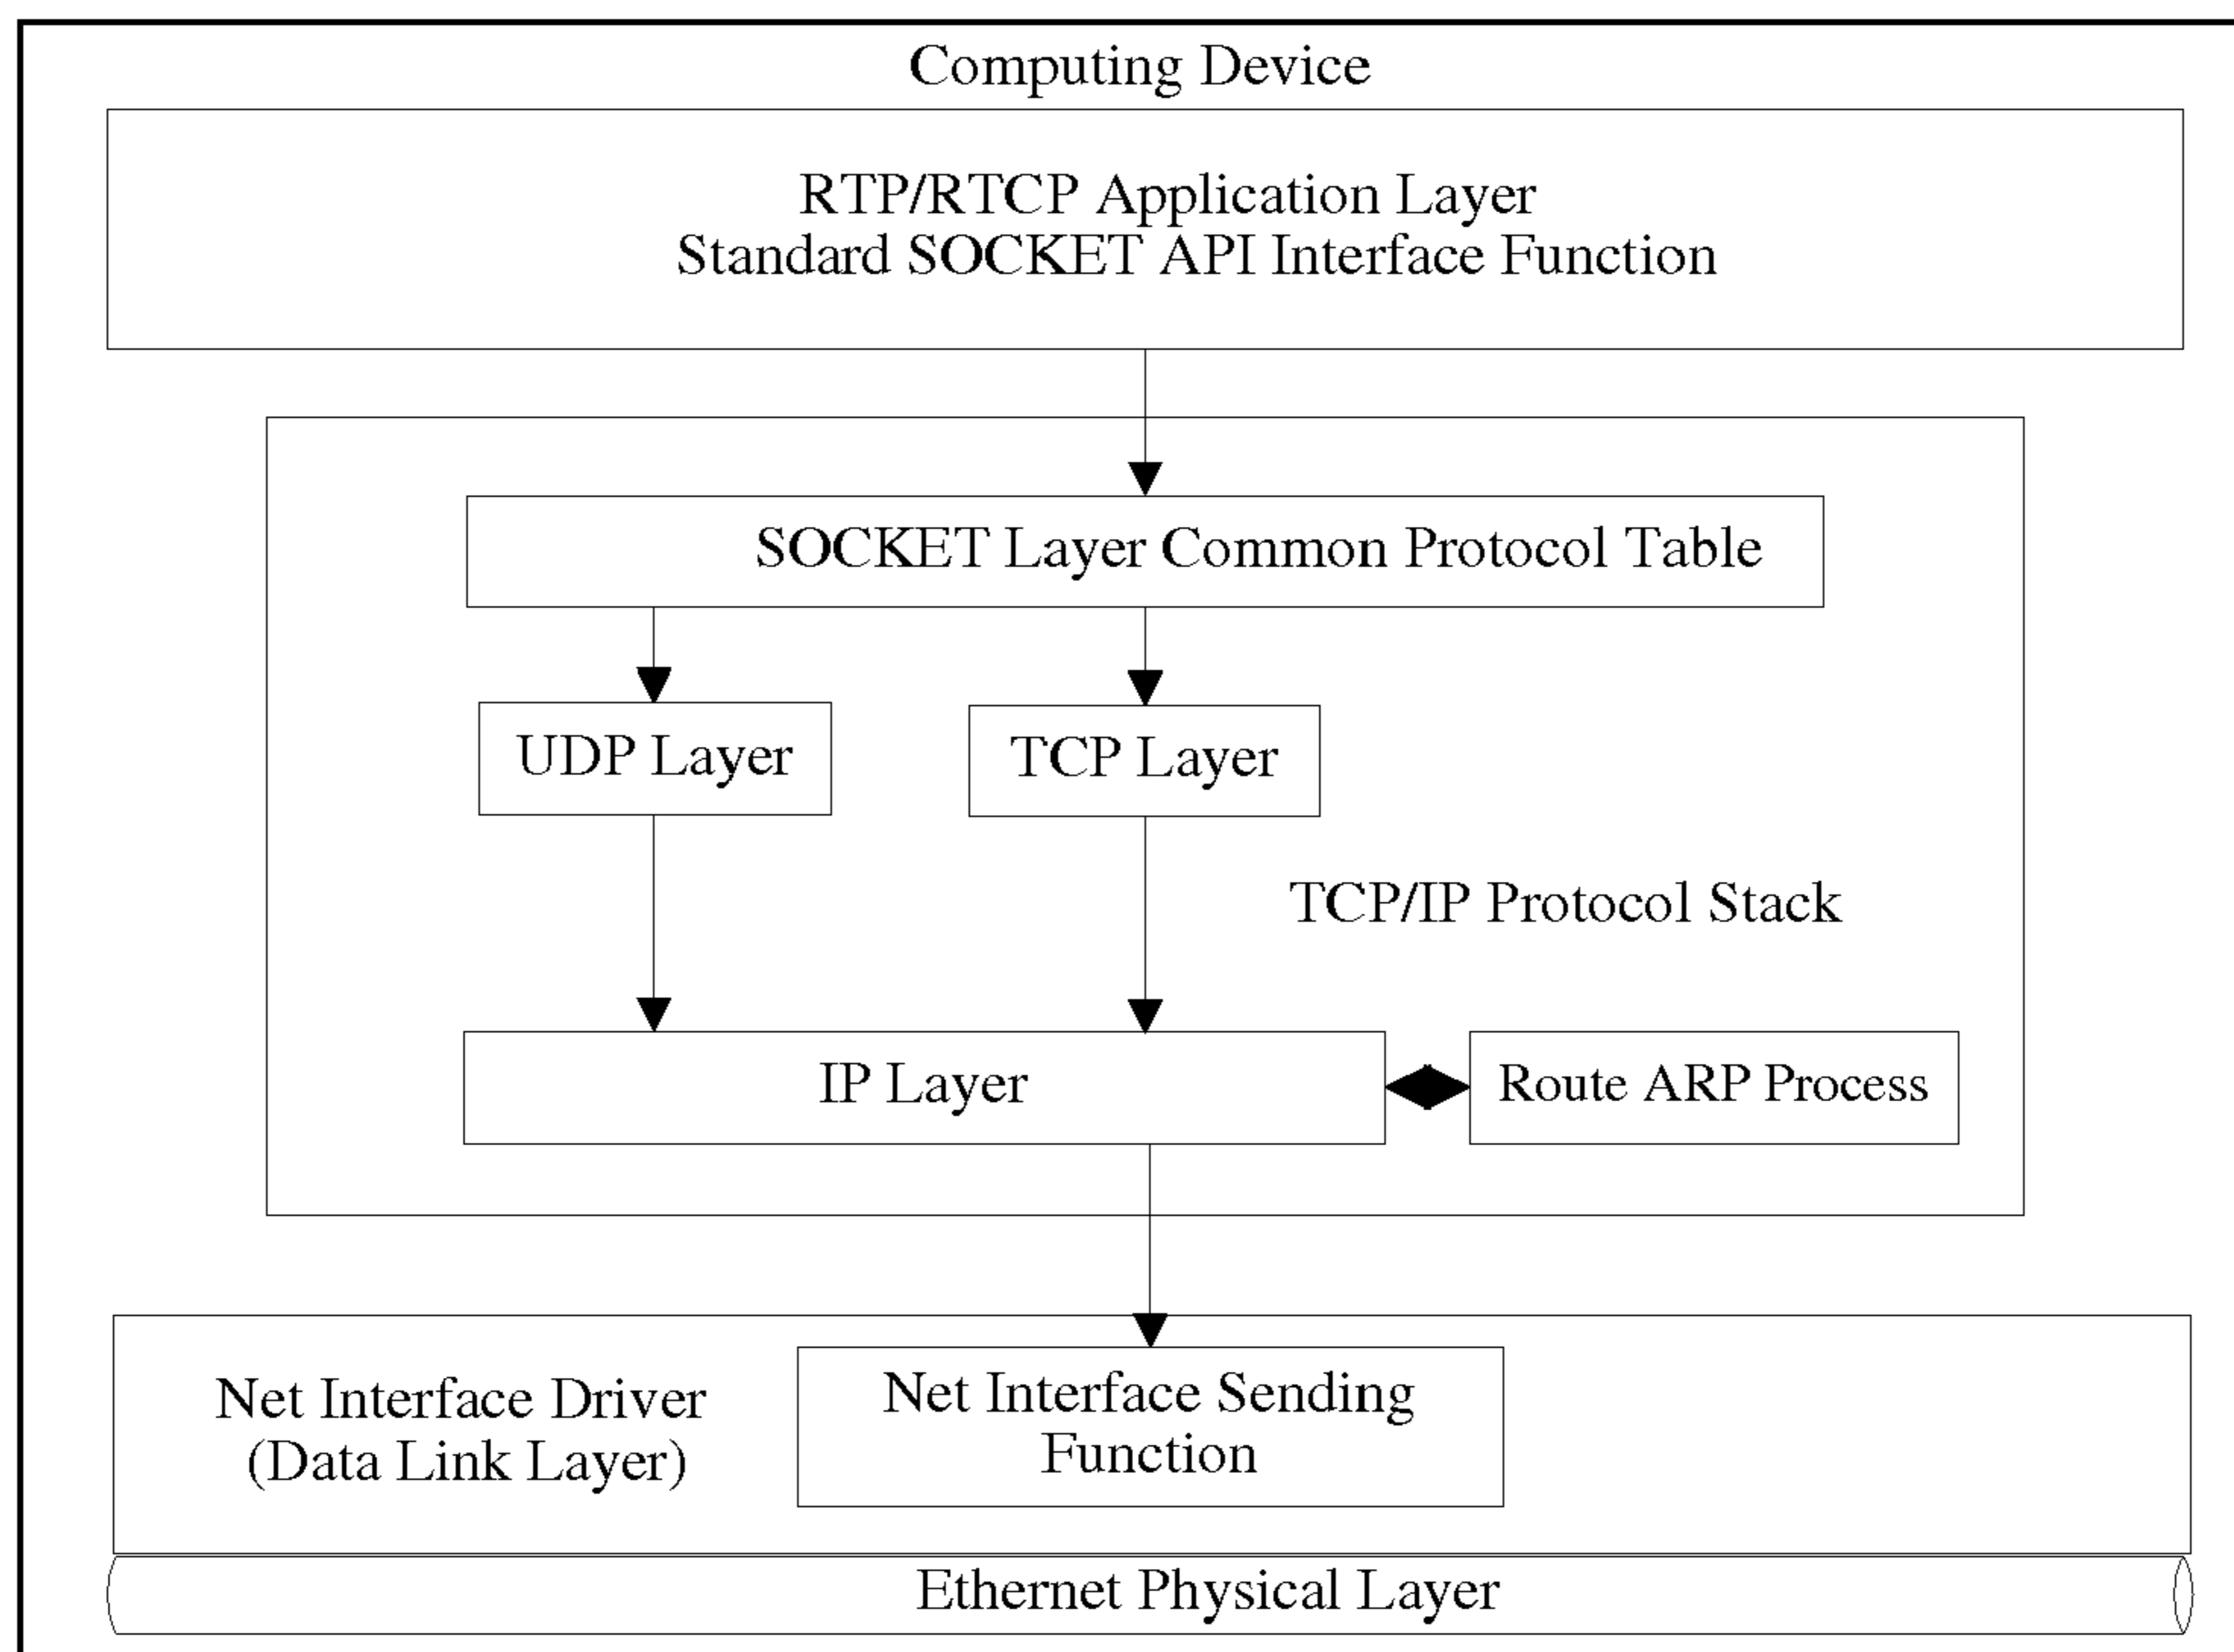 Computing Device
RTP/RTCP Application Layer
Standard SOCKET API Interface Function
SOCKET Layer Common Protocol Table
UDP Layer
TCP Layer
TCP/IP Protocol Stack
IP Layer
Route ARP Process
Net Interface Driver
(Data Link Layer)
Net Interface Sending
Function
Ethernet Physical Layer